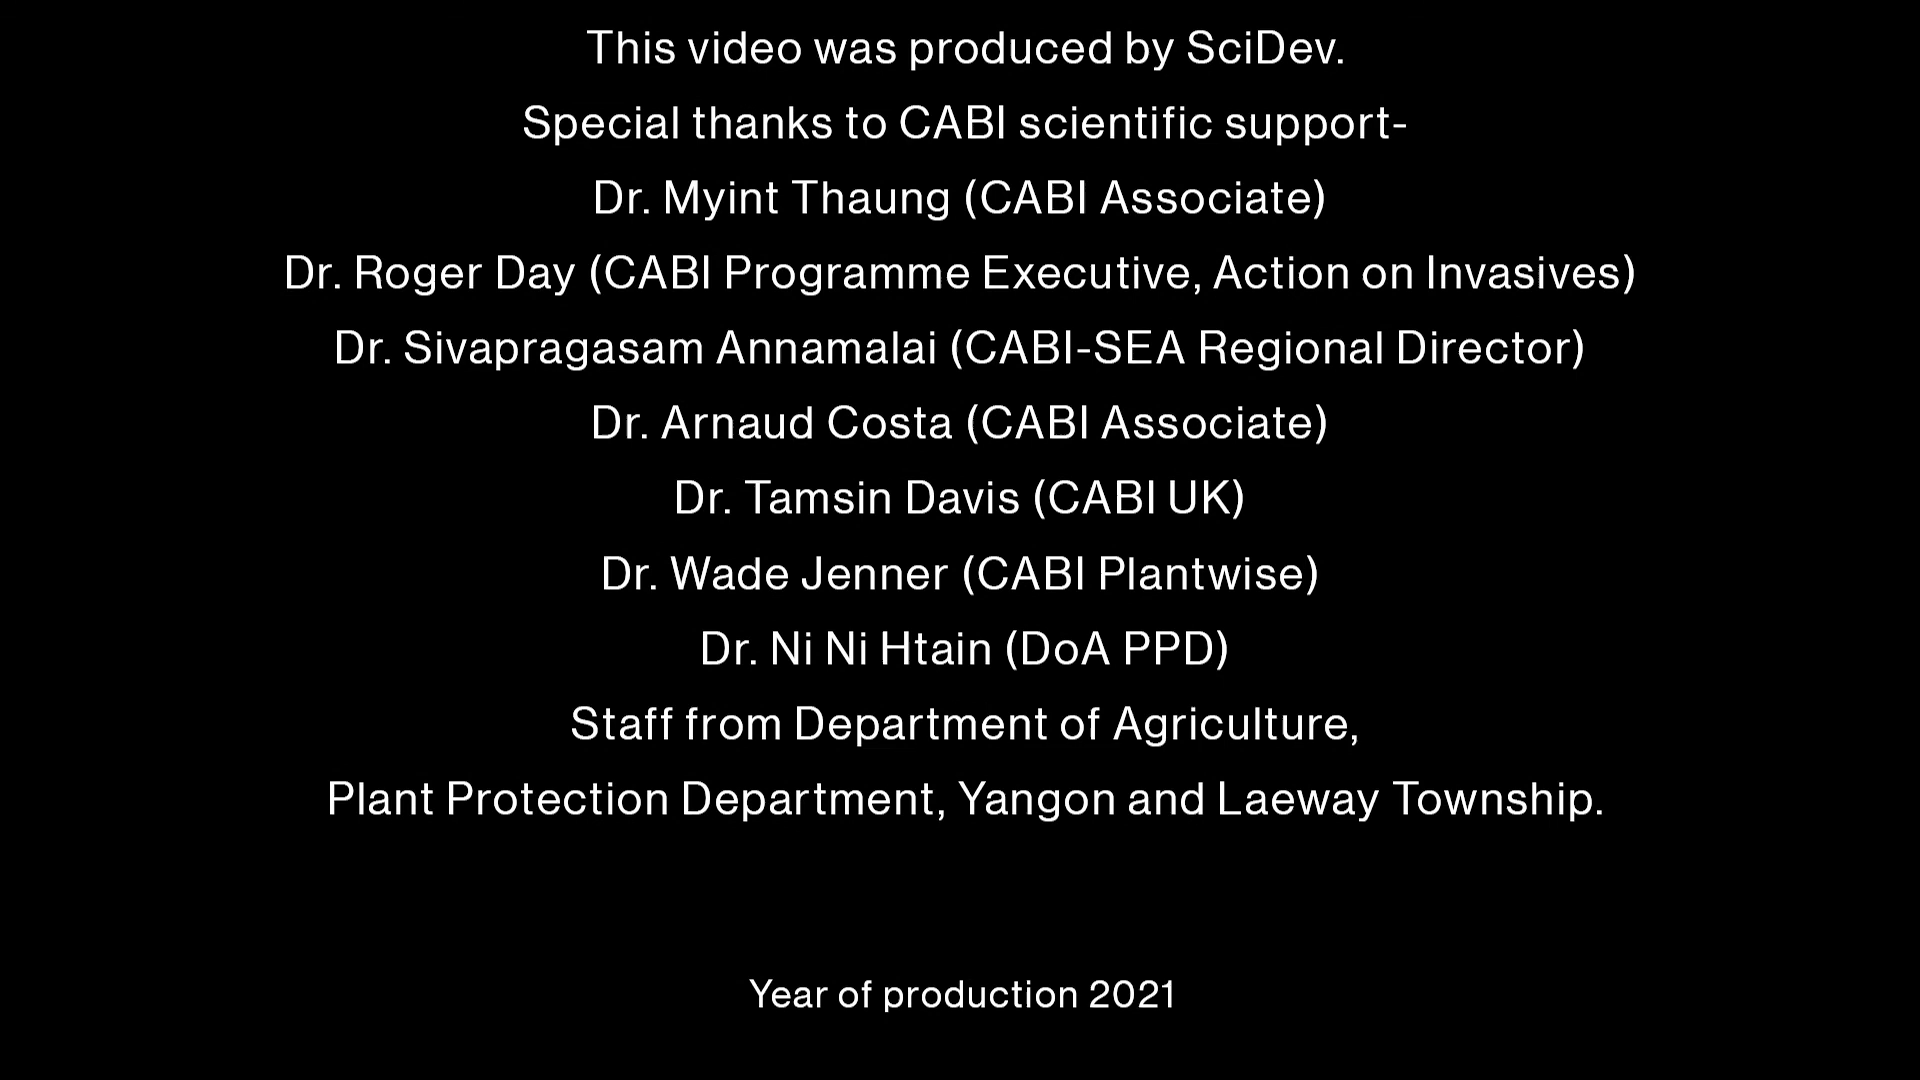 This video was produced by SciDev.
Special thanks to CABI scientific support-
Dr. Myint Thaung (CABI Associate)
Dr. Roger Day (CABI Programme Executive, Action on Invasives)
Dr. Sivapragasam Annamalai (CABI-SEA Regional Director)
Dr. Arnaud Costa (CABI Associate)
Dr. Tamsin Davis (CABI UK)
Dr. Wade Jenner (CABI Plantwise)
Dr. Ni Ni Htain (DoA PPD)
Staff from Department of Agriculture,
Plant Protection Department, Yangon and Laeway Township.
Year of production 2021